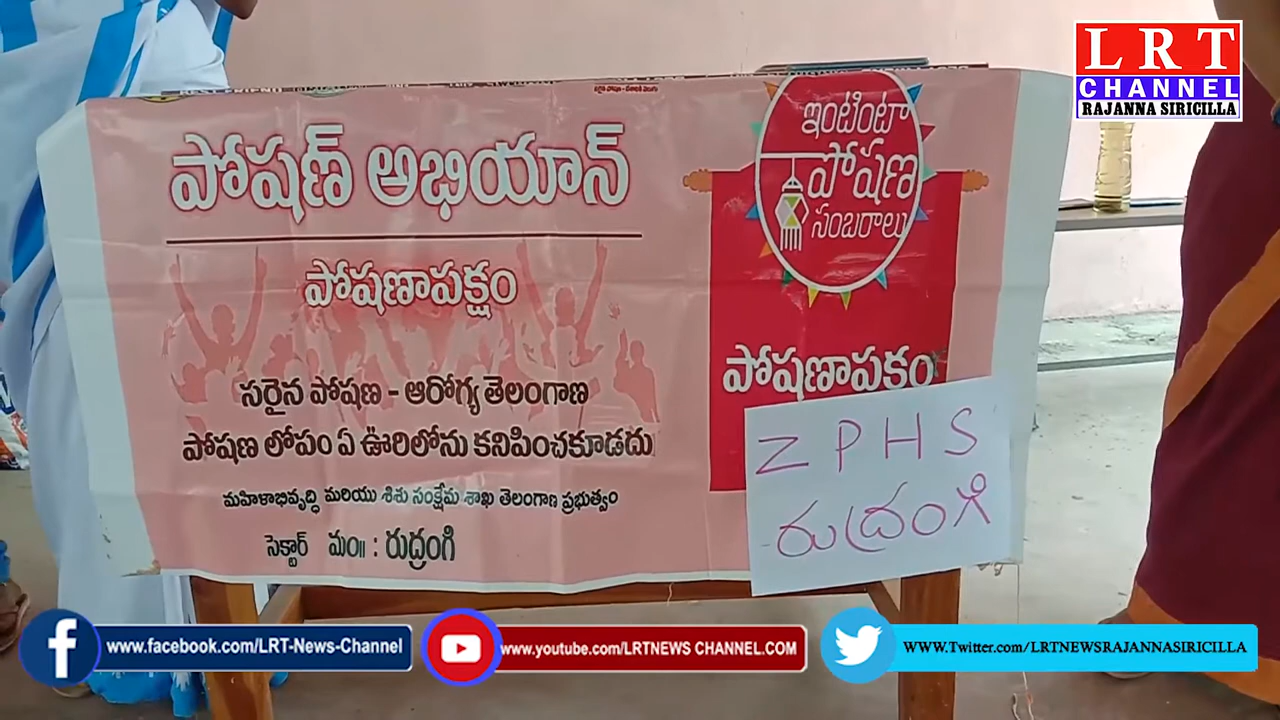 LRT
CHANNEL
RAJANNA SIRICILLA
పోషణ్ అభియాన్
పోషణాపక్షం
సరైన పోషణ - ఆరోగ్య తెలంగాణ
పోషణ లోపం ఏ ఊరిలోను కనిపించకూడదు
మహిళాభివృద్ధి మరియు శిశు సంక్షేమ శాఖ తెలంగాణ ప్రభుత్వం
సెక్టార్ మం॥ : రుద్రంగి
ఇంటింటా
పోషణ
సంబరాలు
పోషణాపక్షం
ZPHS
రుద్రంగి
www.facebook.com/LRT-News-Channel
www.youtube.com/LRTNEWS CHANNEL.COM
WWW.Twitter.com/LRTNEWSRAJANNASIRICILLA